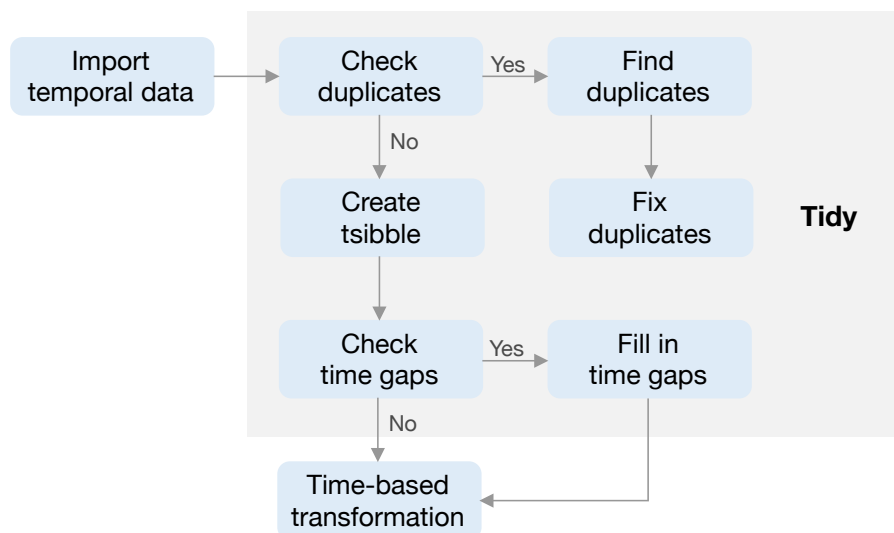 Import
temporal data
Check
duplicates
Yes
Find
duplicates
No
Create
tsibble
Fix
duplicates
Tidy
Check
time gaps
Yes
Fill in
time gaps
No
Time-based
transformation